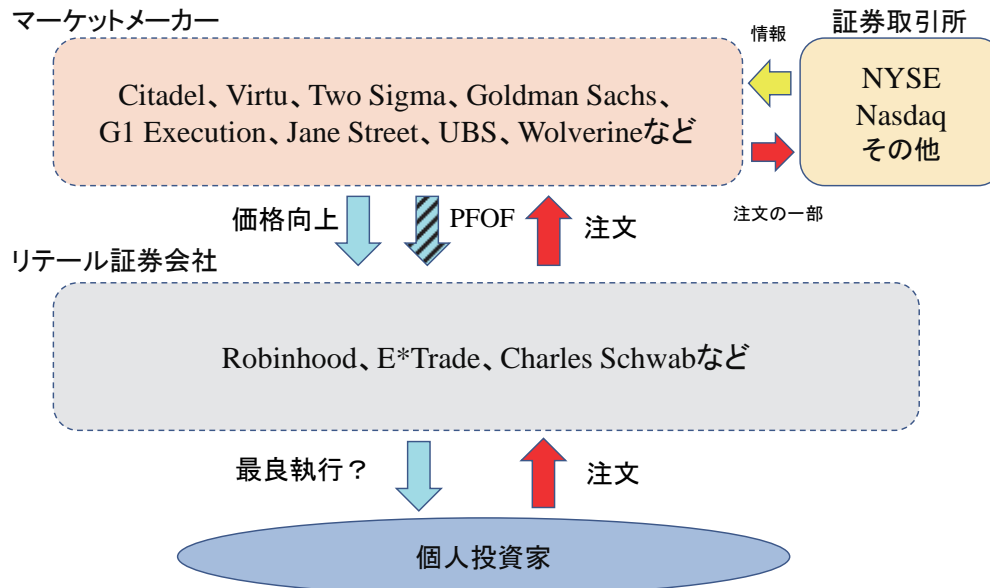 マーケットメーカー
情報
証券取引所
Citadel、Virtu、Two Sigma、Goldman Sachs、
G1 Execution、Jane Street、UBS、Wolverineなど
NYSE
Nasdaq
その他
注文の一部
価格向上
PFOF
注文
リテール証券会社
Robinhood、E*Trade、Charles Schwabなど
最良執行？
注文
個人投資家